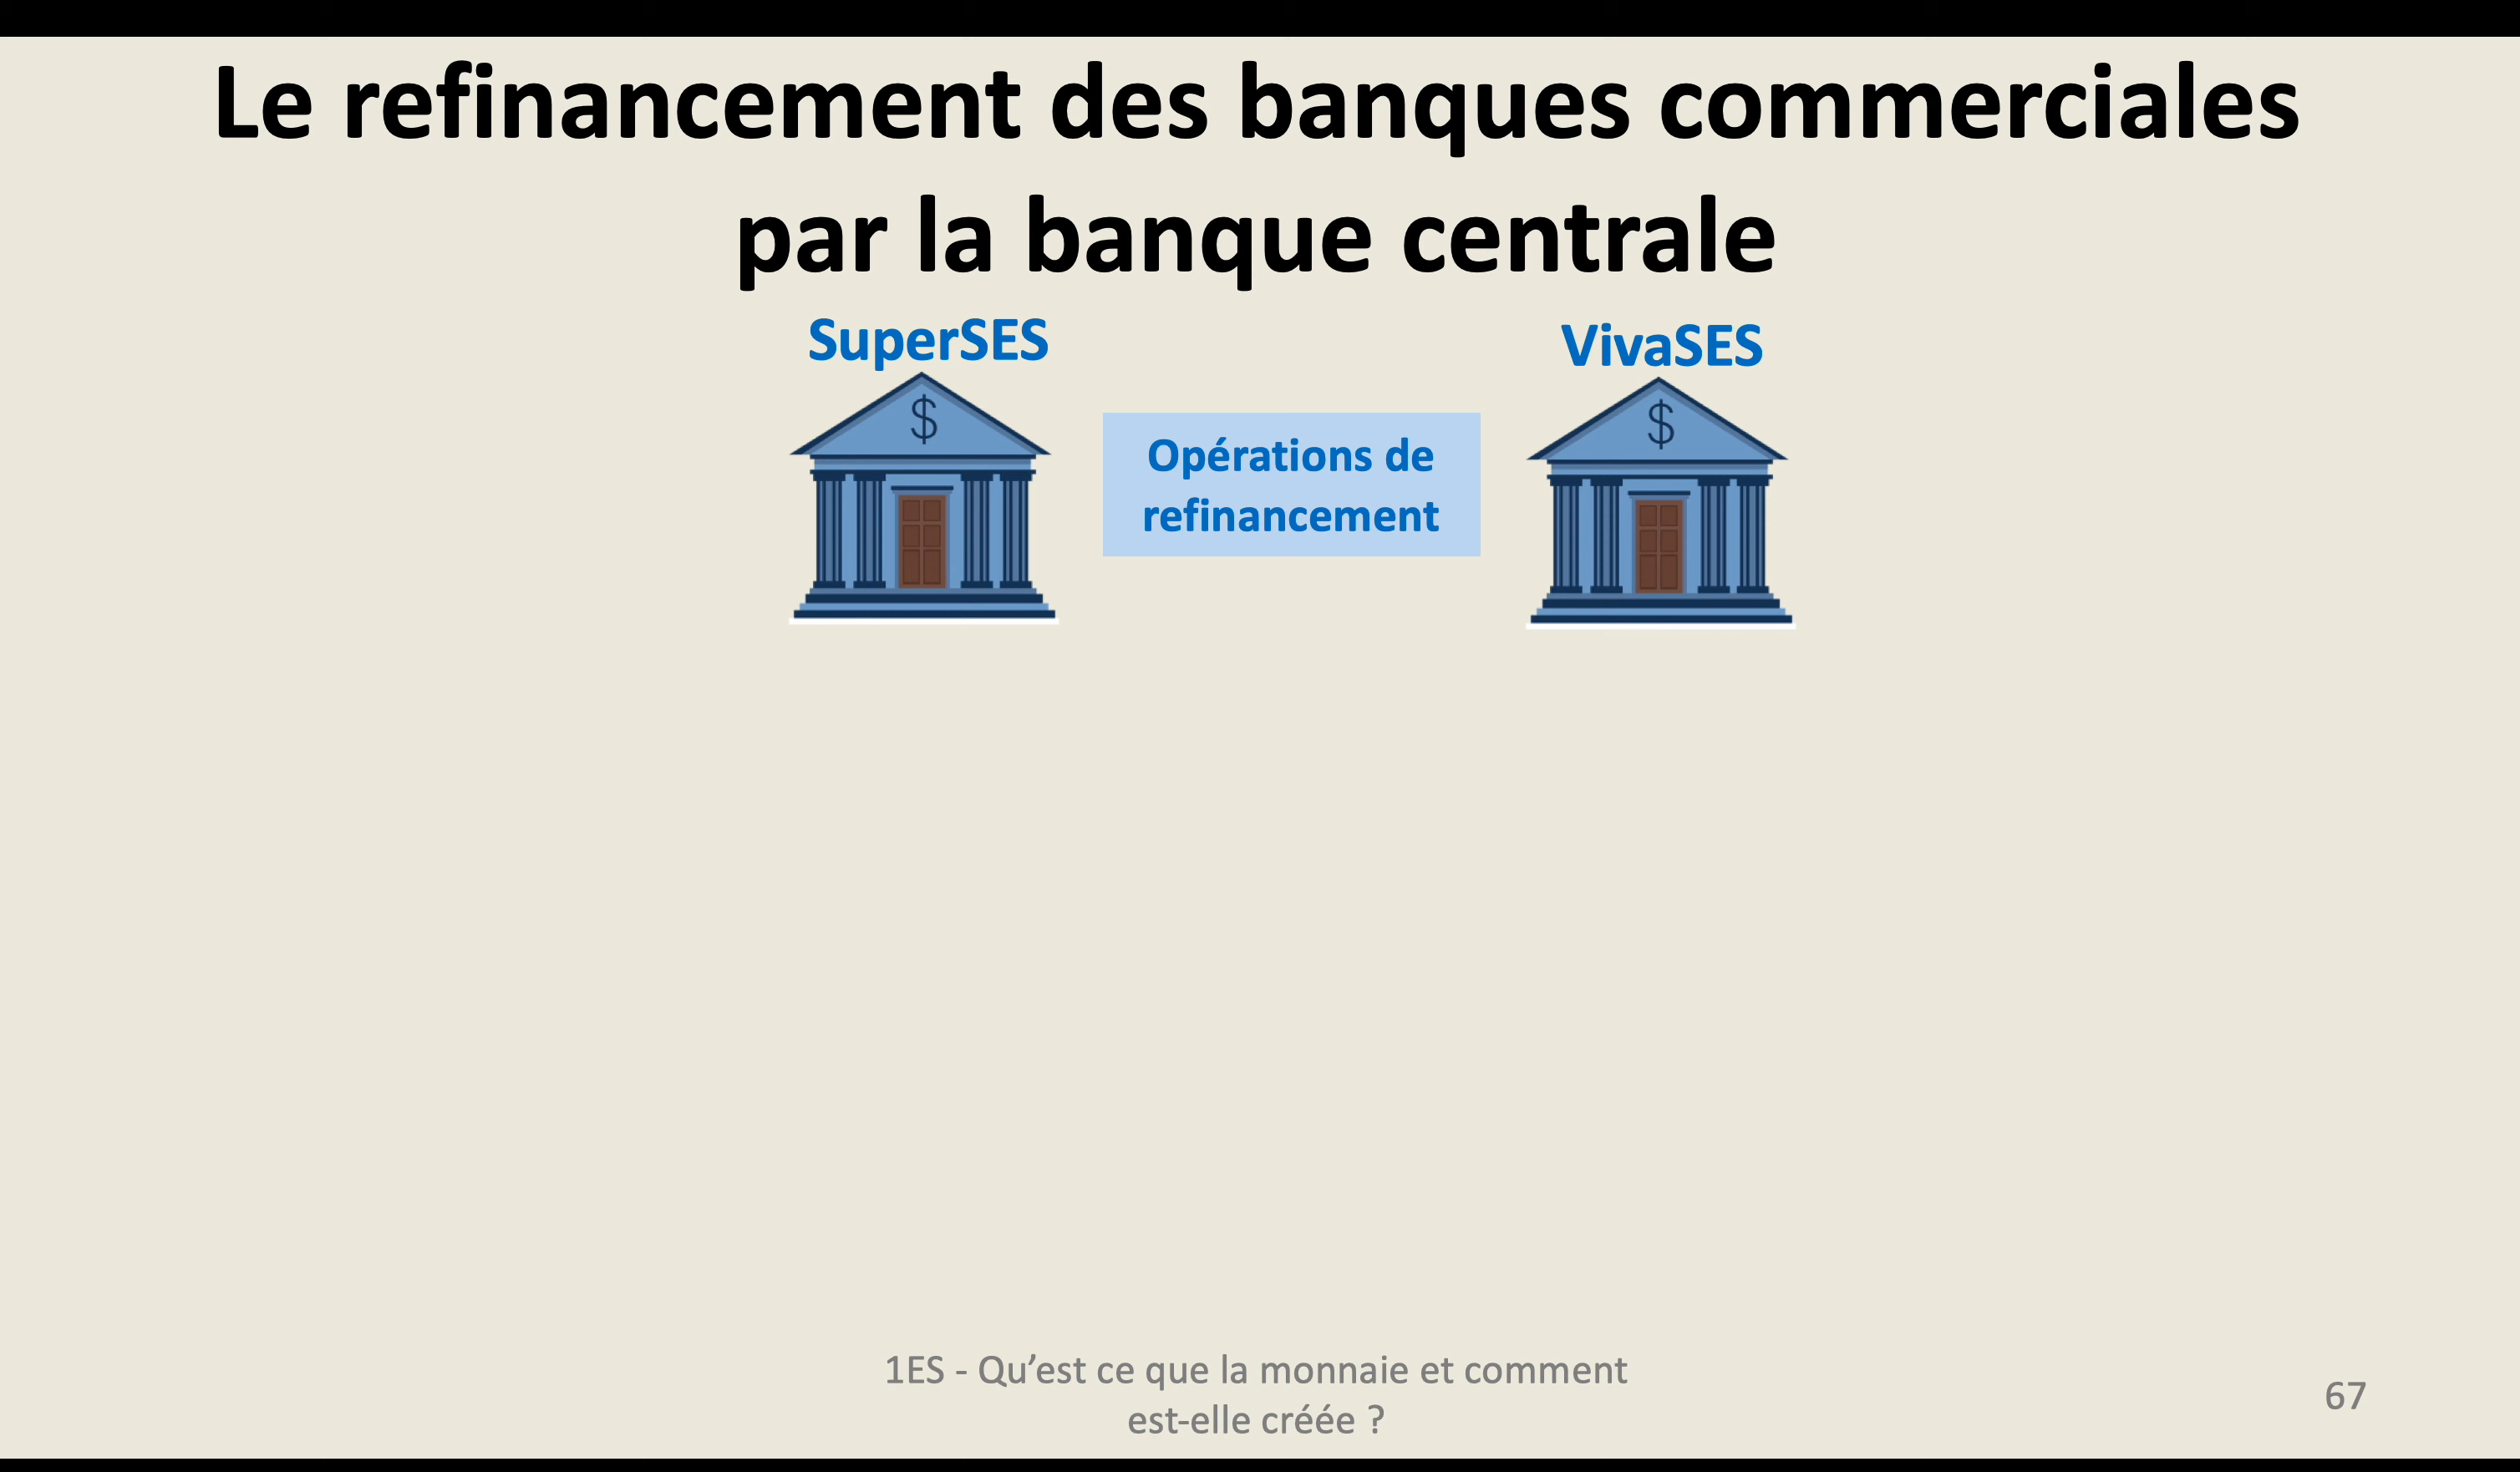 Le refinancement des banques commerciales
par la banque centrale
SuperSES
VivaSES
$
$
Opérations de
refinancement
1ES - Qu’est ce que la monnaie et comment
est-elle créée ?
67